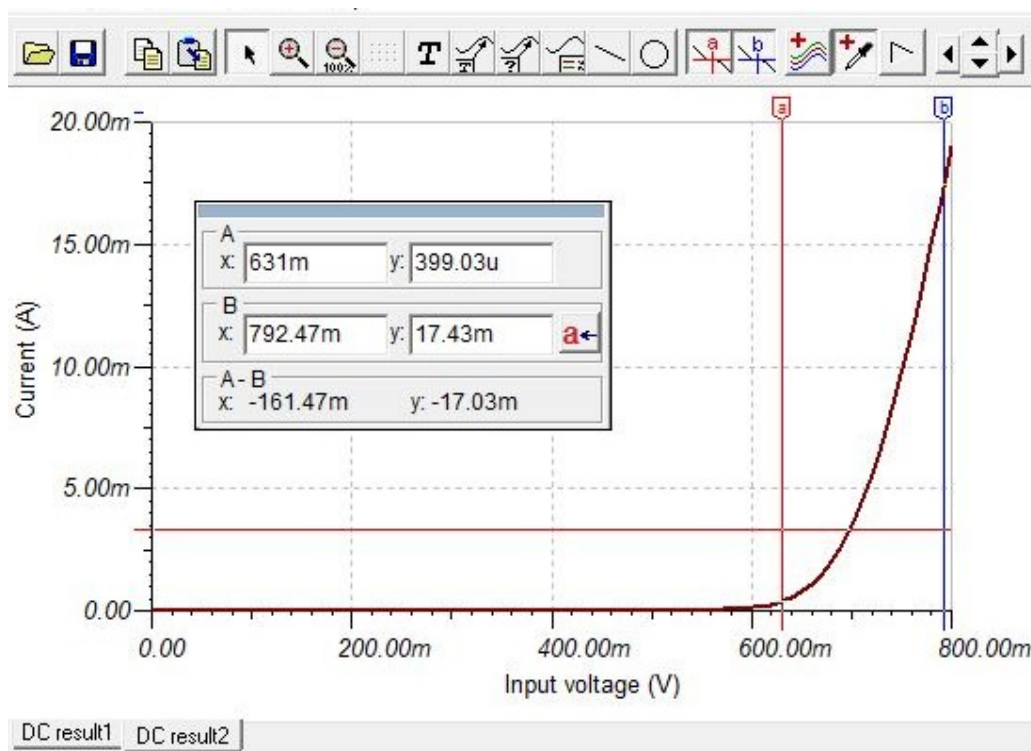 100%
T
T
?
a
b
a
b
20.00m
15.00m
10.00m
5.00m
0.00
Current (A)
A
x: 631m y: 399.03u
B
x: 792.47m y: 17.43m a
A - B
x: -161.47m y: -17.03m
0.00 200.00m 400.00m 600.00m 800.00m
Input voltage (V)
DC result1 DC result2